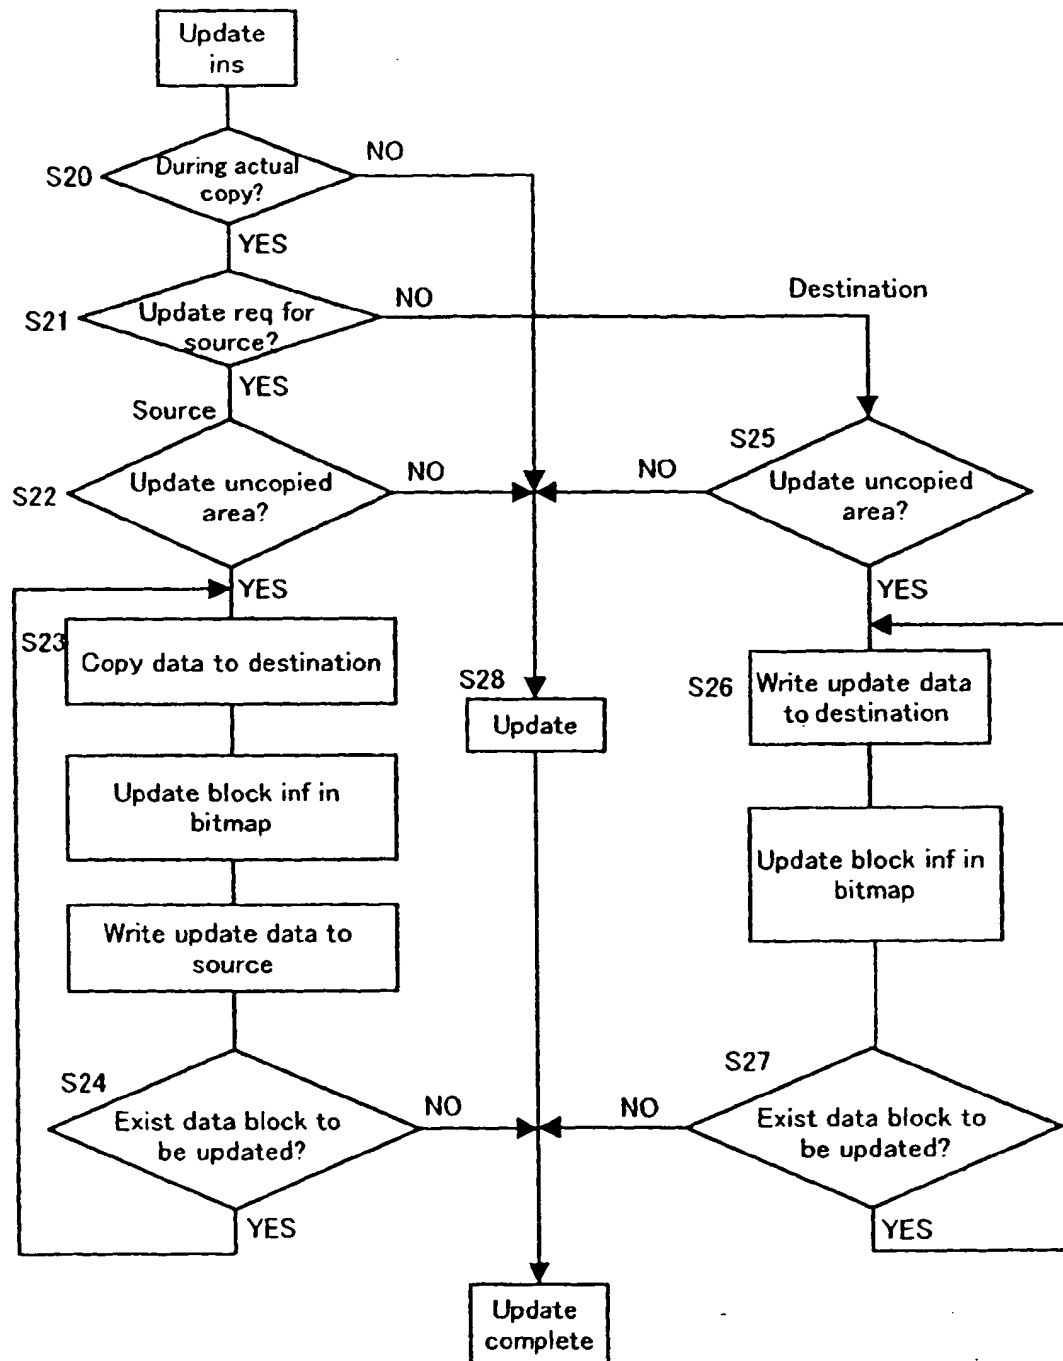 Update
ins
S20
During actual
copy?
NO
YES
S21
Update req for
source?
NO
Destination
YES
Source
S22
Update uncopied
area?
NO
NO
S25
Update uncopied
area?
YES
YES
S23
Copy data to destination
S28
Update
S26
Write update data
to destination
Update block inf in
bitmap
Update block inf in
bitmap
Write update data to
source
S24
Exist data block to
be updated?
NO
NO
S27
Exist data block to
be updated?
YES
YES
Update
complete